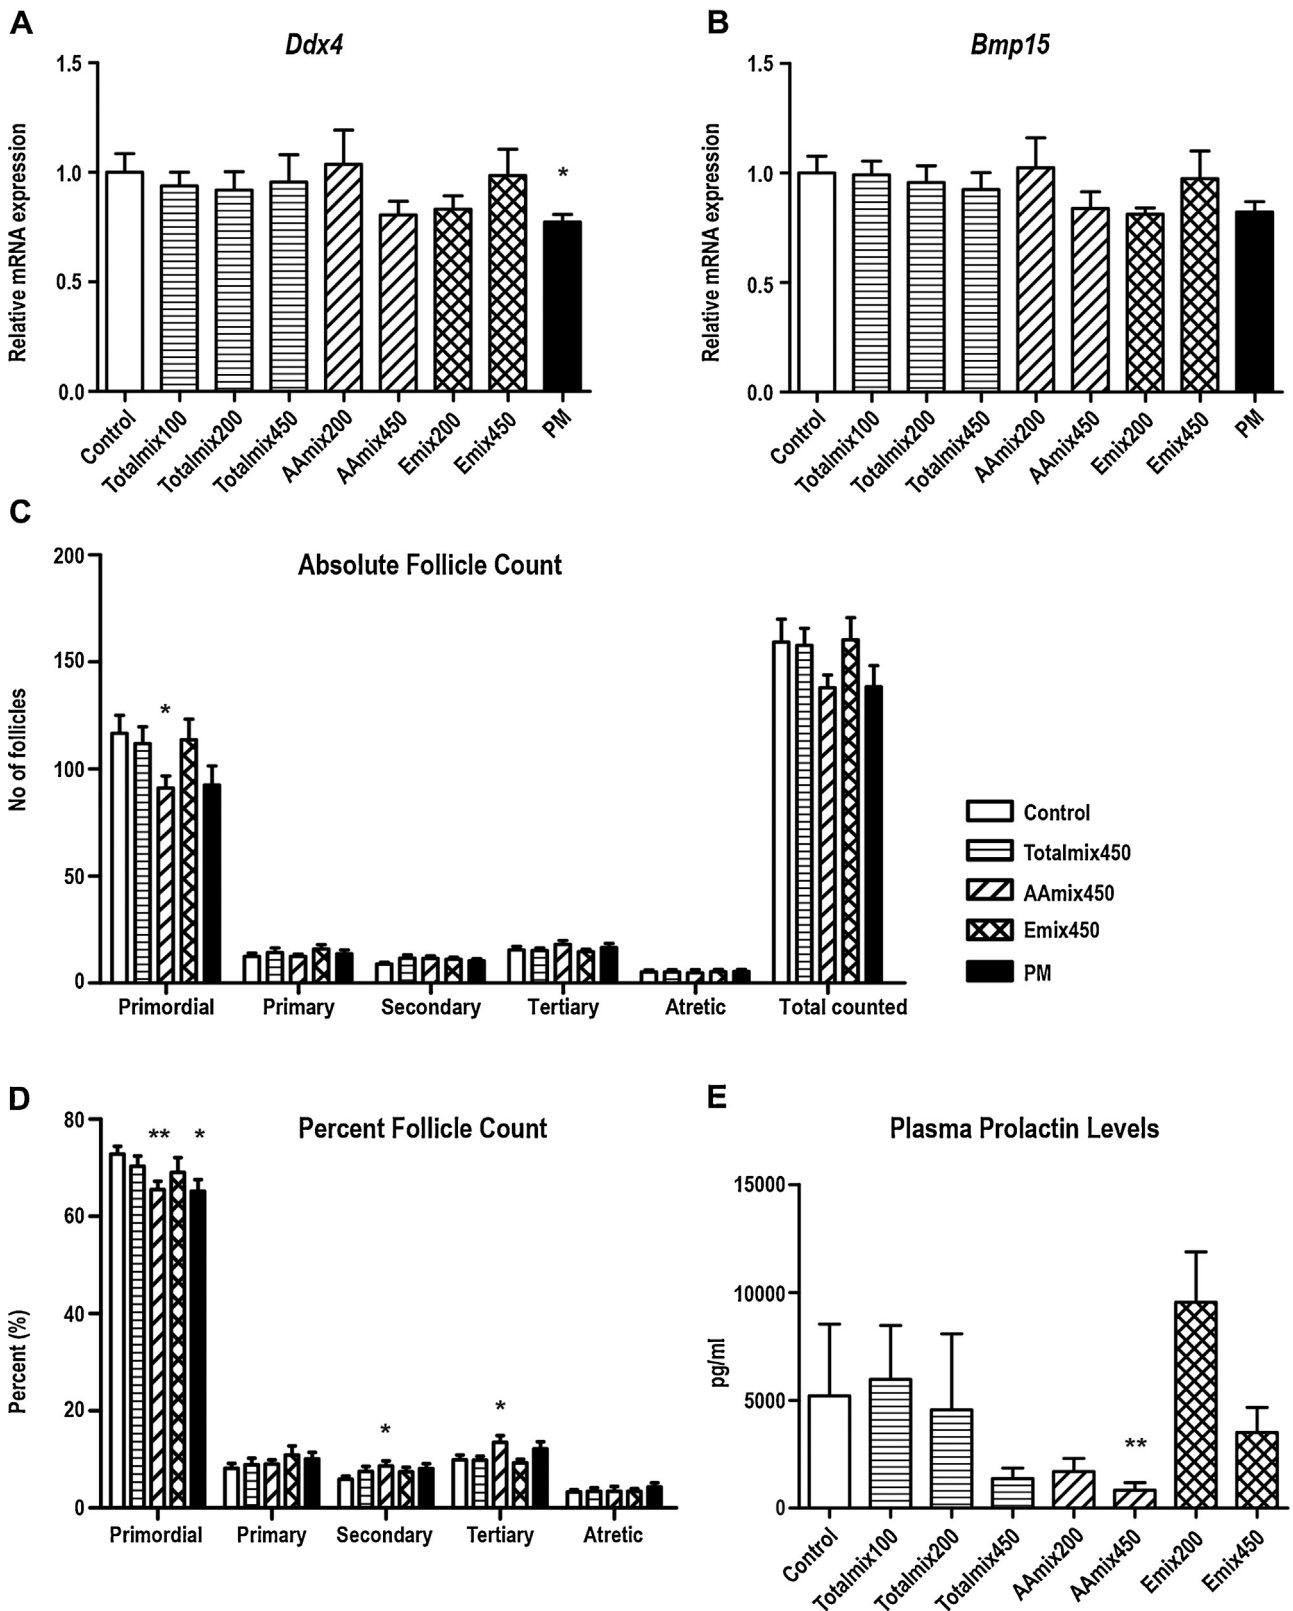 A
Ddx4
1.5
1.0
0.5
0.0
Relative mRNA expression
*
Control
Totalmix100
Totalmix200
Totalmix450
AAmix200
AAmix450
Emix200
Emix450
PM
B
Bmp15
1.5
1.0
0.5
0.0
Relative mRNA expression
Control
Totalmix100
Totalmix200
Totalmix450
AAmix200
AAmix450
Emix200
Emix450
PM
C
Absolute Follicle Count
200
150
100
50
0
No of follicles
*
Primordial
Primary
Secondary
Tertiary
Atretic
Total counted
Control
Totalmix450
AAmix450
Emix450
PM
D
Percent Follicle Count
80
60
40
20
0
Percent (%)
**
*
*
*
Primordial
Primary
Secondary
Tertiary
Atretic
E
Plasma Prolactin Levels
15000
10000
5000
0
pg/ml
**
Control
Totalmix100
Totalmix200
Totalmix450
AAmix200
AAmix450
Emix200
Emix450